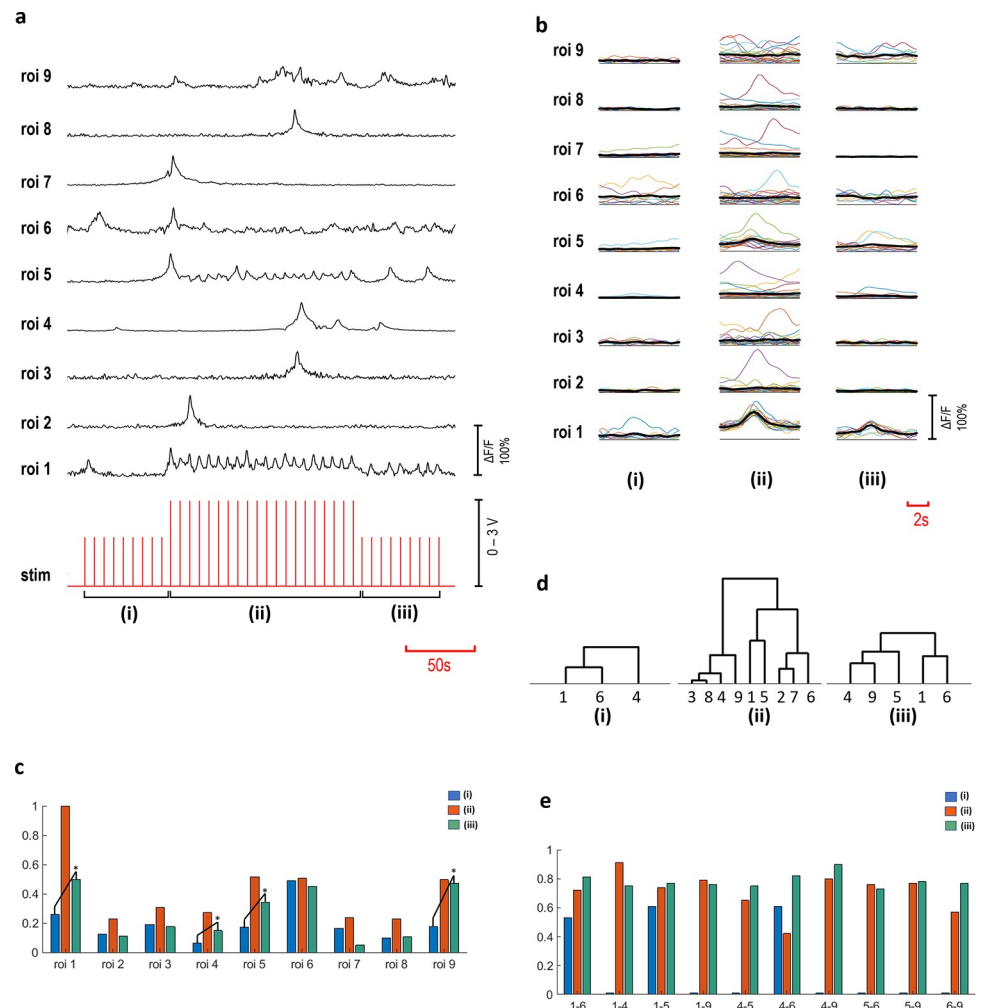 a
roi 9
roi 8
roi 7
roi 6
roi 5
roi 4
roi 3
roi 2
roi 1
ΔF/F
100%
0 – 3 V
stim
(i)
(ii)
(iii)
50s
b
roi 9
roi 8
roi 7
roi 6
roi 5
roi 4
roi 3
roi 2
roi 1
ΔF/F
100%
(i)
(ii)
(iii)
2s
d
1 6 4
3 8 4 9 1 5 2 7 6
4 9 5 1 6
(i)
(ii)
(iii)
c
(i)
(ii)
(iii)
1
0.8
0.6
0.4
0.2
0
* * * *
roi 1 roi 2 roi 3 roi 4 roi 5 roi 6 roi 7 roi 8 roi 9
e
(i)
(ii)
(iii)
1
0.8
0.6
0.4
0.2
0
1-6 1-4 1-5 1-9 4-5 4-6 4-9 5-6 5-9 6-9